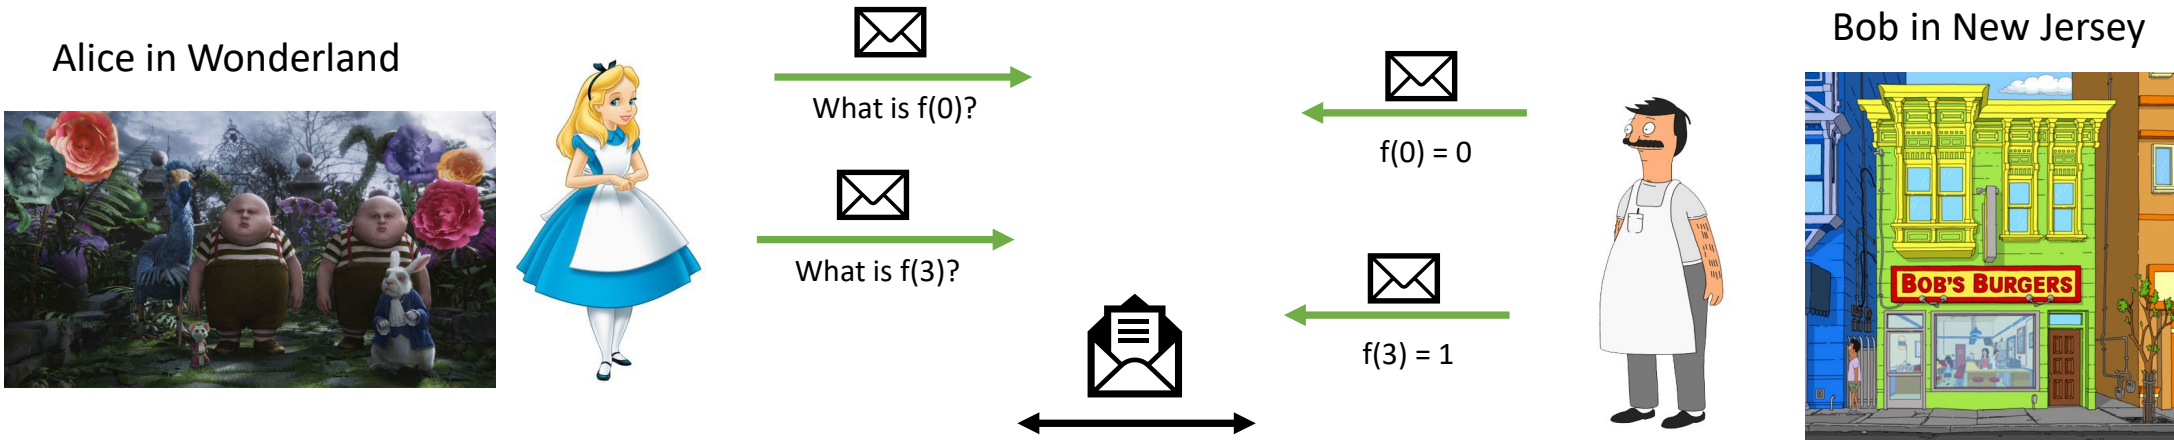 Alice in Wonderland
What is f(0)?
What is f(3)?
f(0) = 0
f(3) = 1
Bob in New Jersey
BOB'S BURGERS